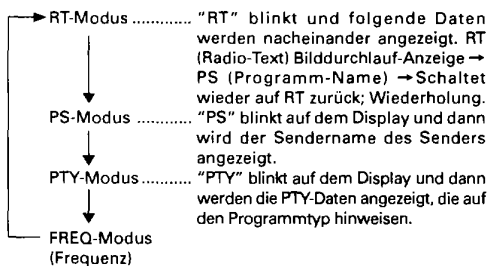 RT-Modus ............. "RT" blinkt und folgende Daten
werden nacheinander angezeigt. RT
(Radio-Text) Bilddurchlauf-Anzeige →
PS (Programm-Name) → Schaltet
wieder auf RT zurück; Wiederholung.
PS-Modus ............ "PS" blinkt auf dem Display und dann
wird der Sendername des Senders
angezeigt.
PTY-Modus........... "PTY" blinkt auf dem Display und dann
werden die PTY-Daten angezeigt, die auf
den Programmtyp hinweisen.
FREQ-Modus
(Frequenz)